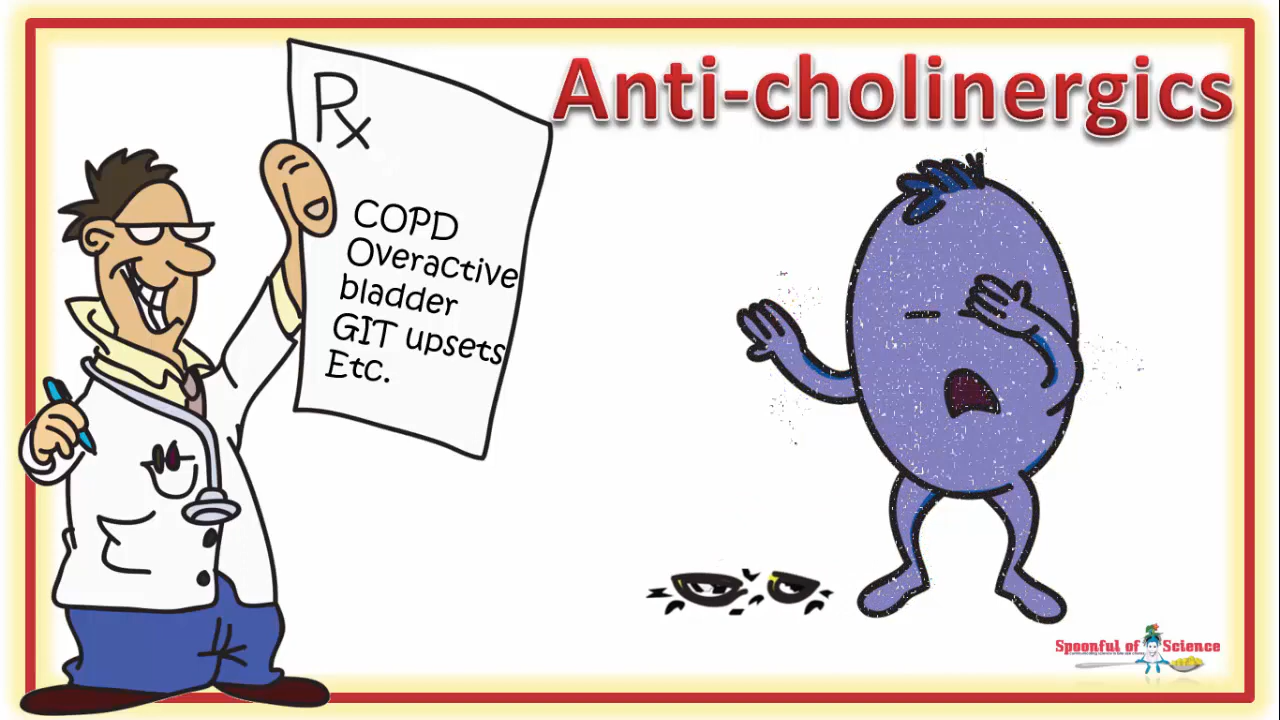 Anti-cholinergics
Rx
COPD
Overactive
bladder
GIT upsets
Etc.
Spoonful of Science